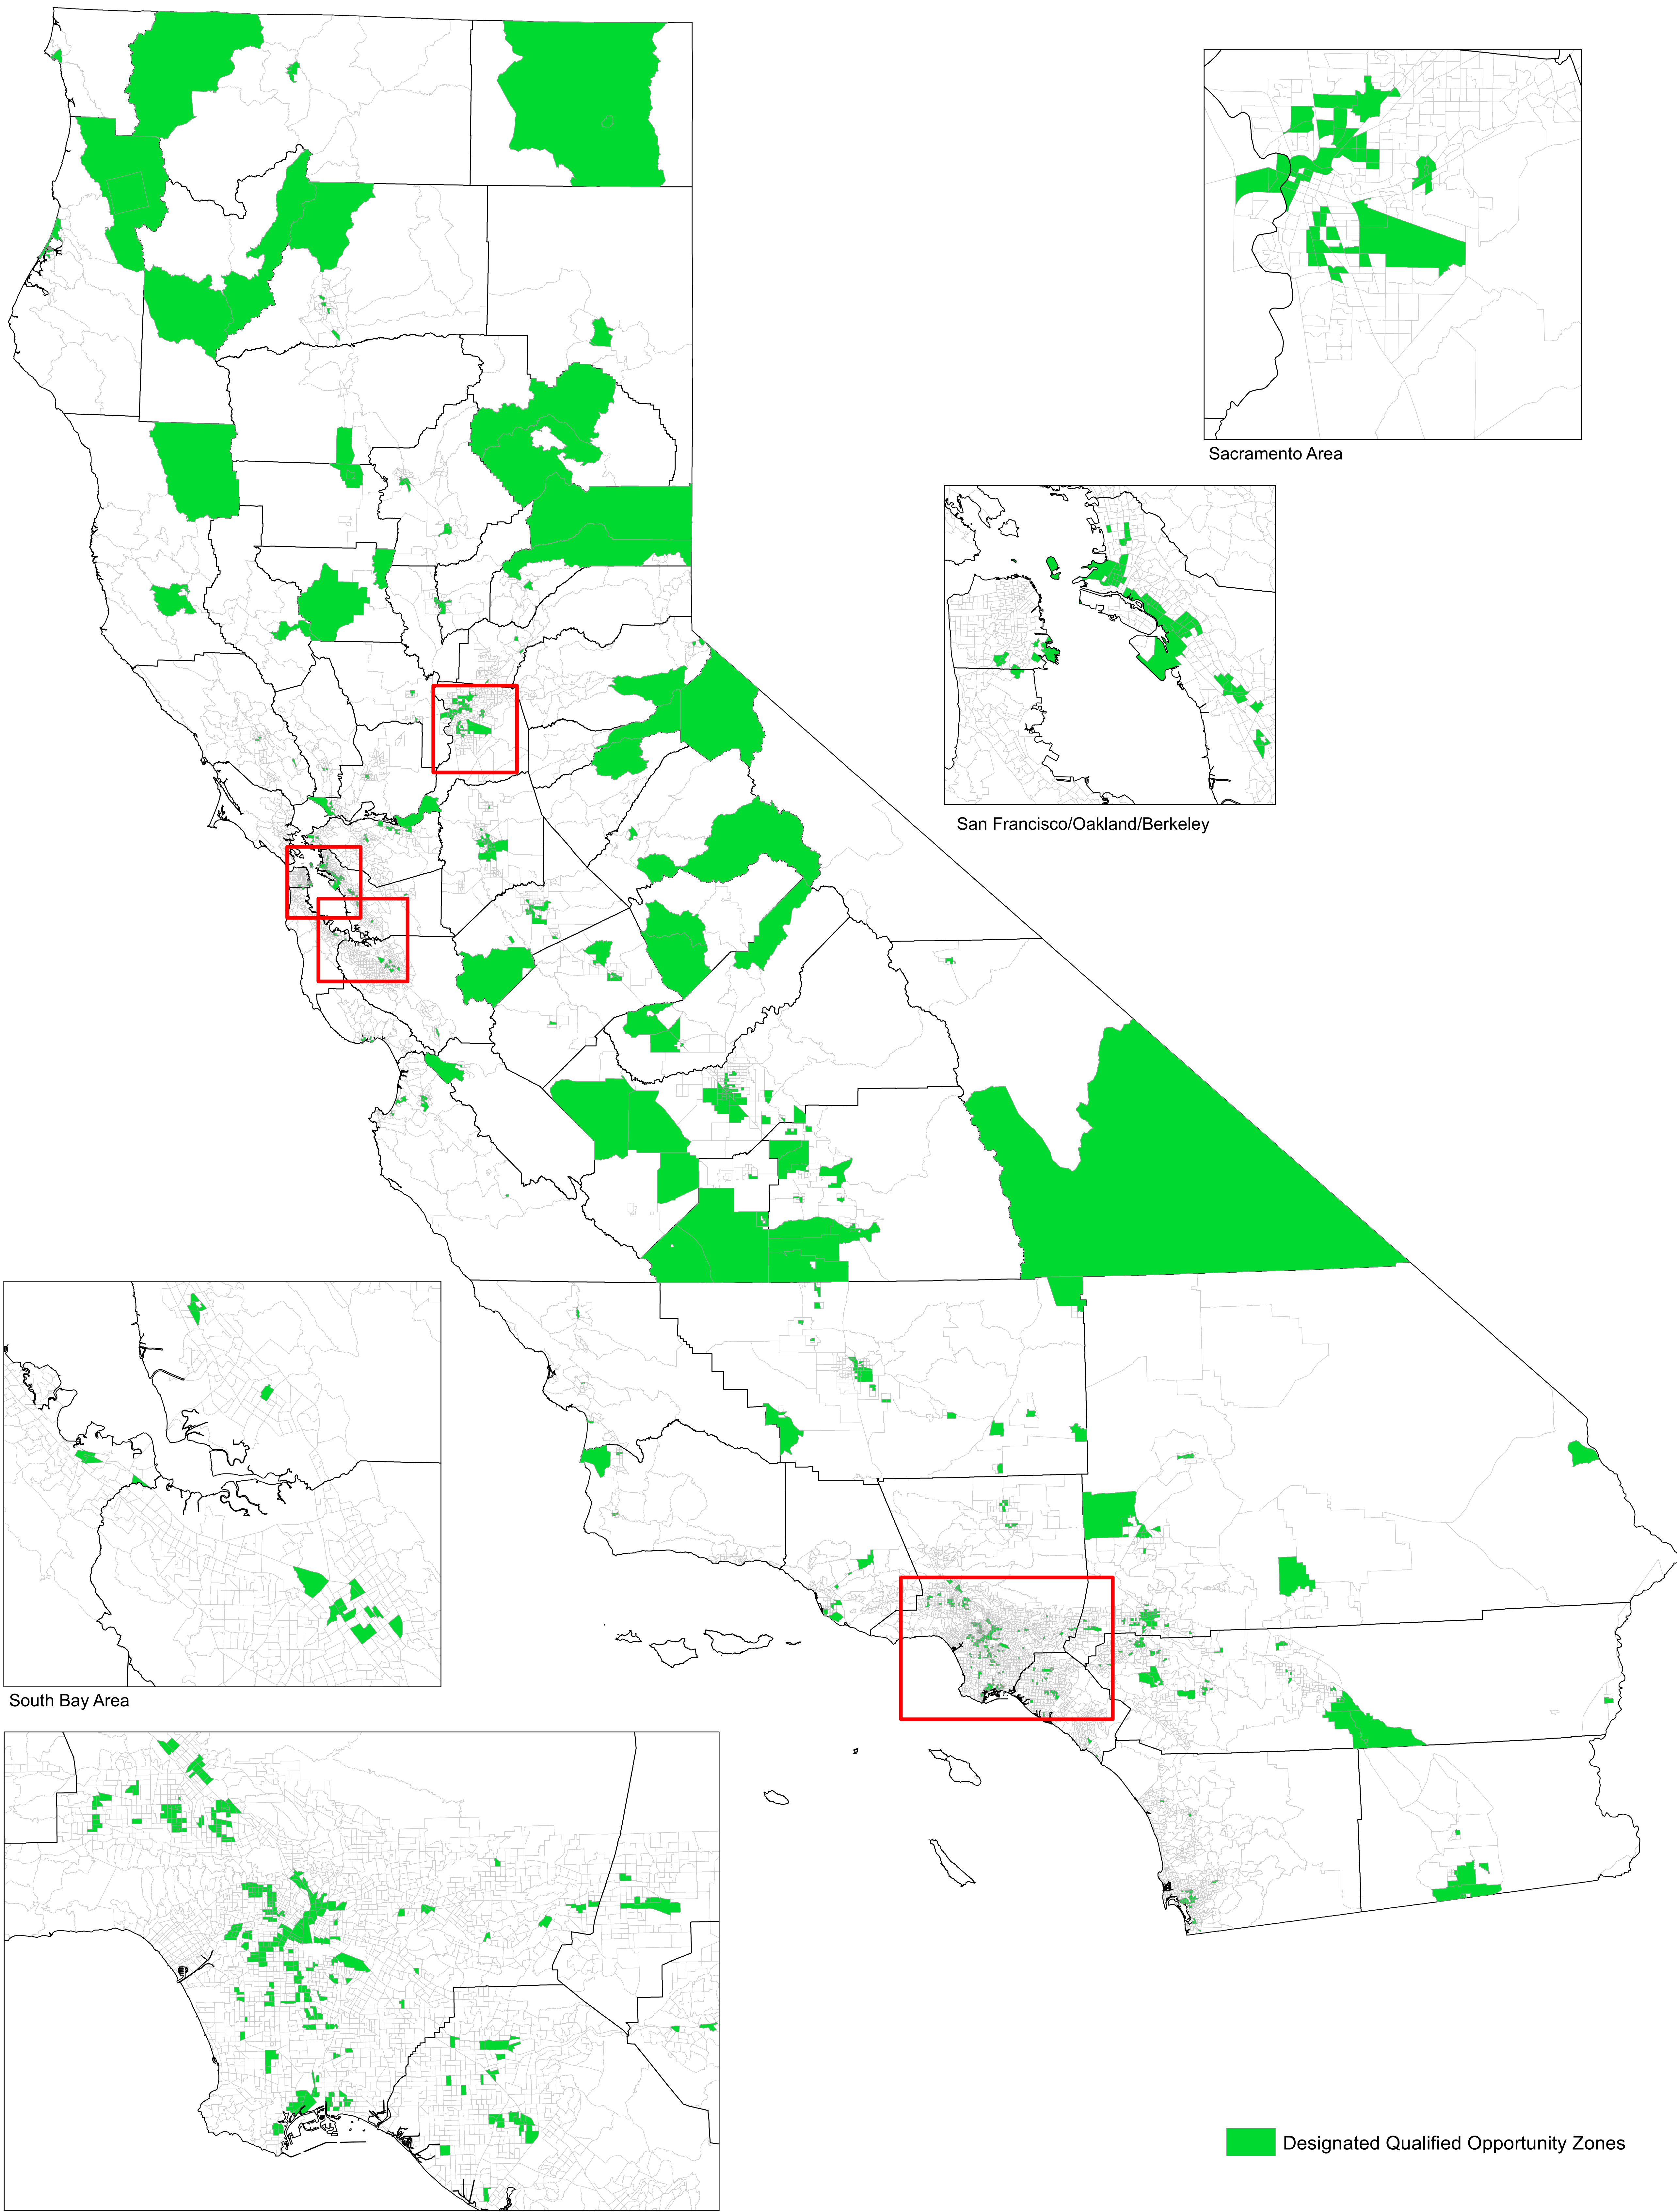 Sacramento Area
San Francisco/Oakland/Berkeley
South Bay Area
Designated Qualified Opportunity Zones